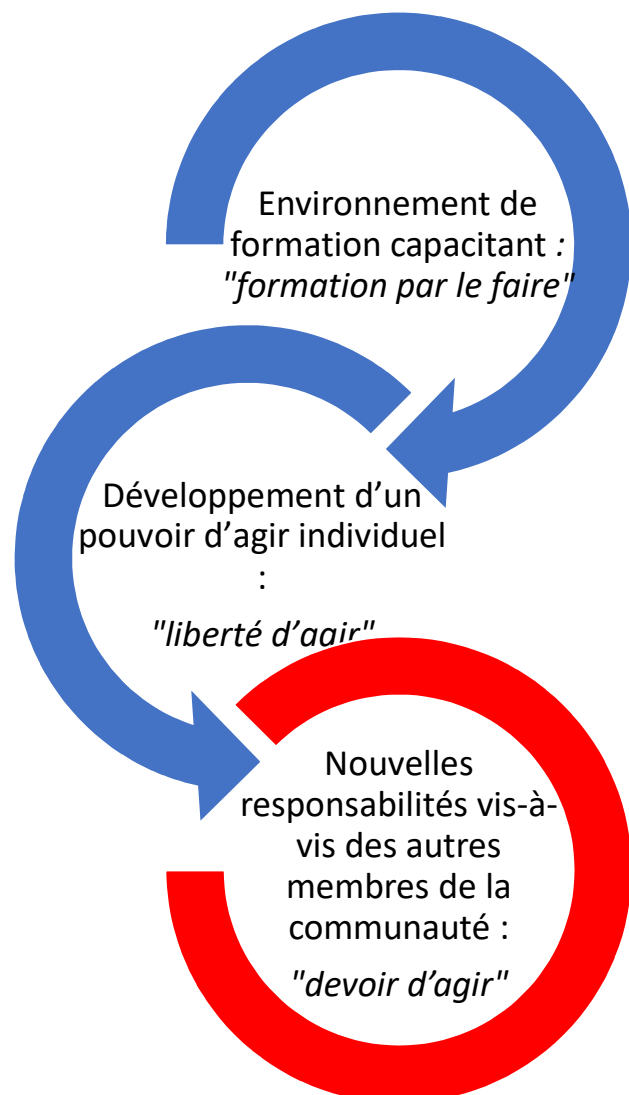 Environnement de
formation capacitant :
"formation par le faire"
Développement d’un
pouvoir d’agir individuel
:
"liberté d’agir"
Nouvelles
responsabilités vis-à-
vis des autres
membres de la
communauté :
"devoir d’agir"